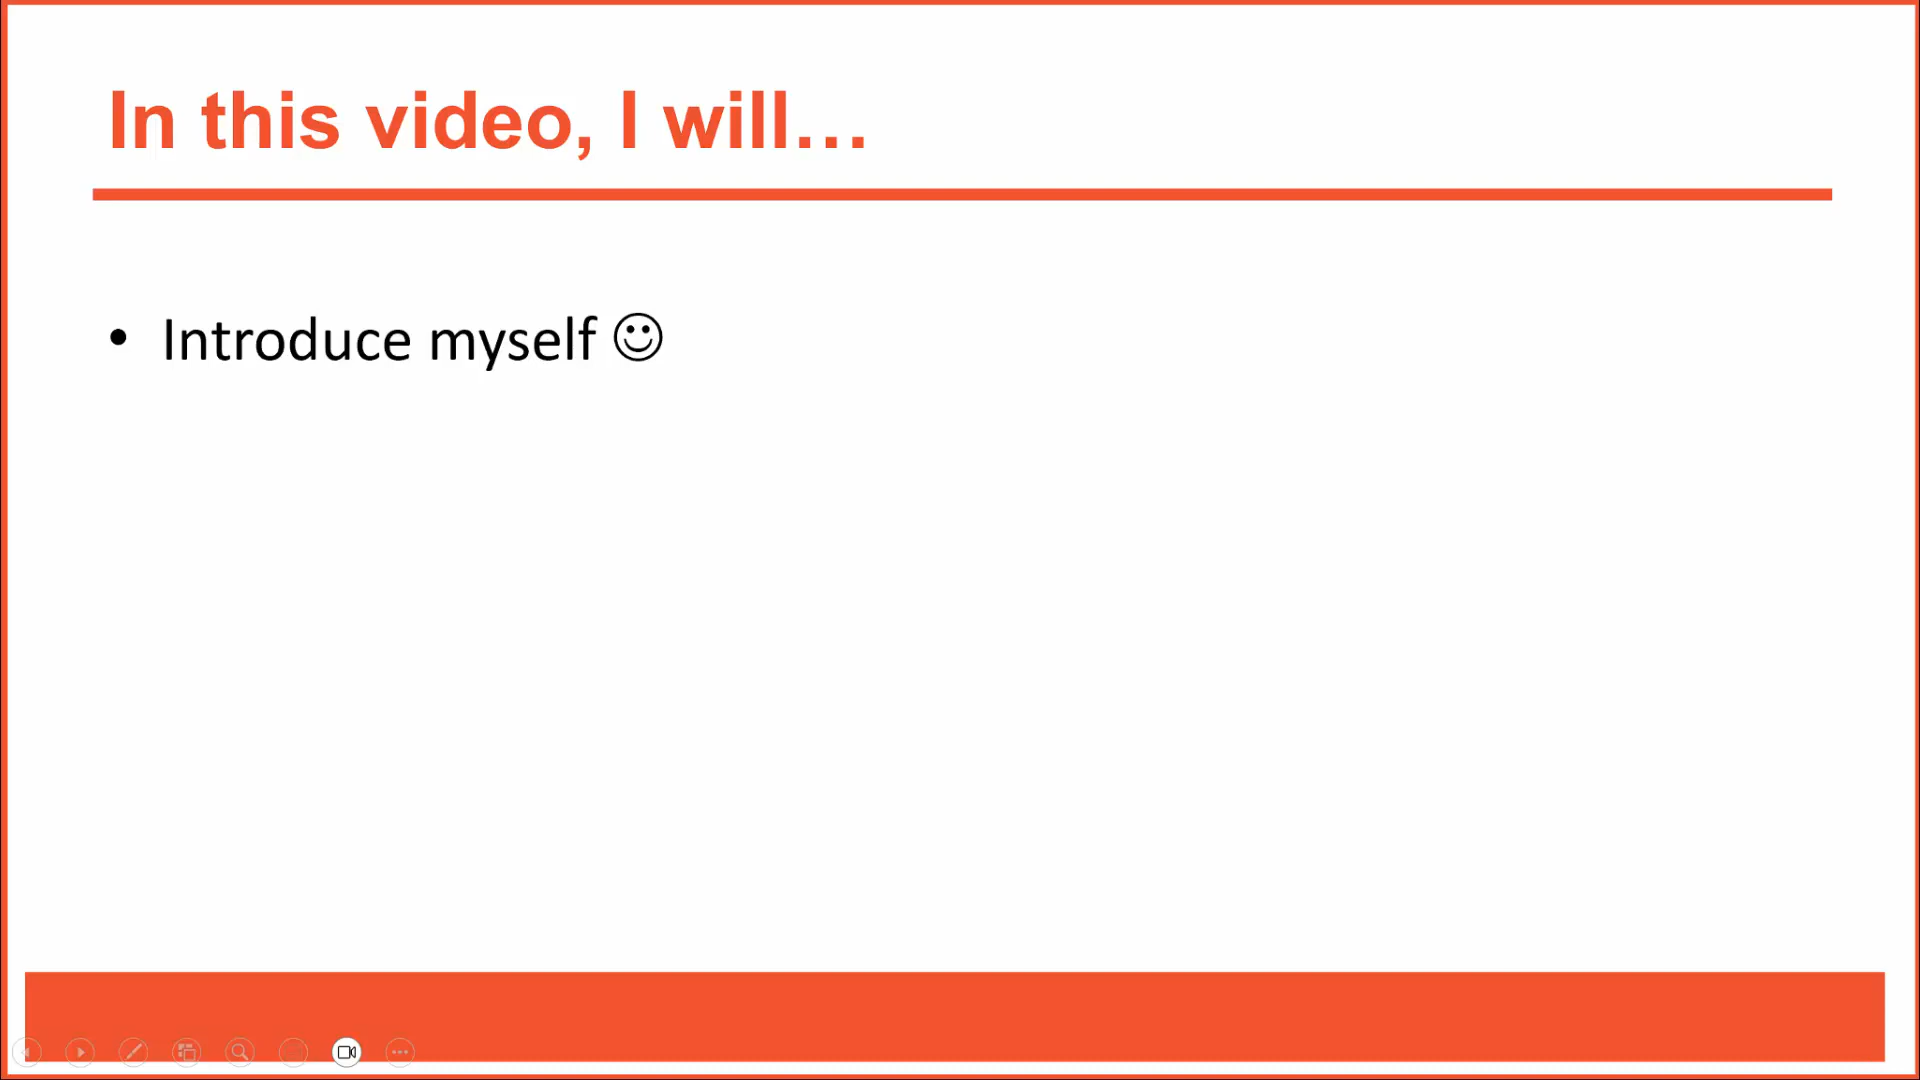 In this video, I will…
• Introduce myself ☺